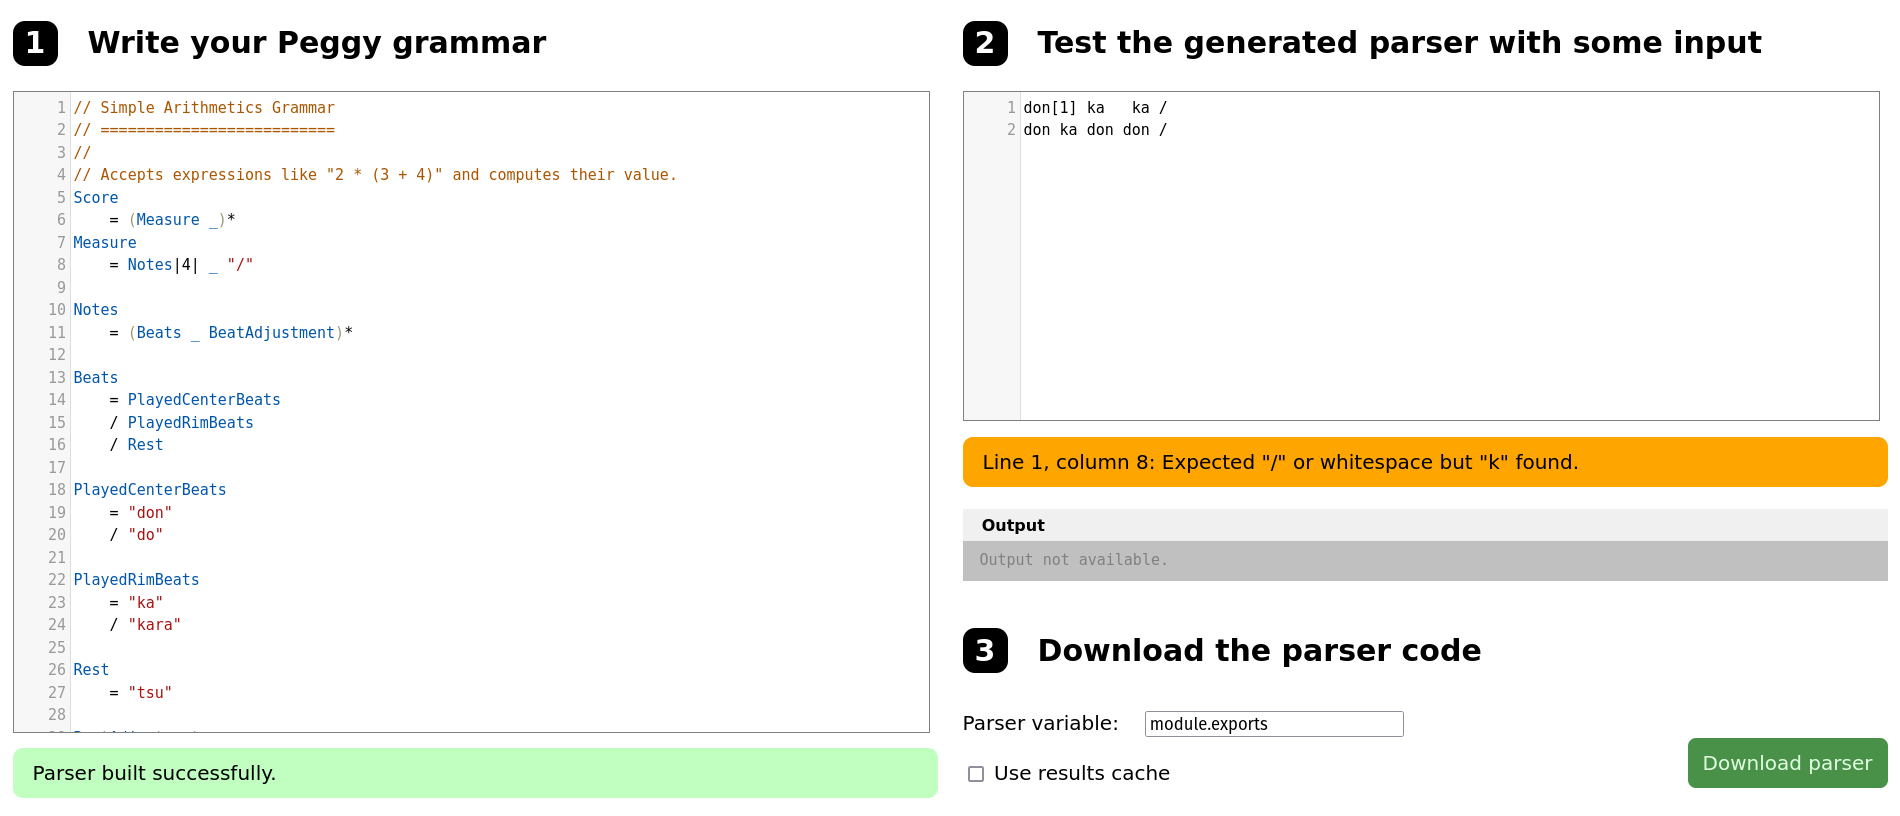 1 Write your Peggy grammar
1 // Simple Arithmetics Grammar
2 // ==========================
3 //
4 // Accepts expressions like "2 * (3 + 4)" and computes their value.
5 Score
6     = (Measure _)*
7 Measure
8     = Notes|4| _ "/"
9
10 Notes
11     = (Beats _ BeatAdjustment)*
12
13 Beats
14     = PlayedCenterBeats
15     / PlayedRimBeats
16     / Rest
17
18 PlayedCenterBeats
19     = "don"
20     / "do"
21
22 PlayedRimBeats
23     = "ka"
24     / "kara"
25
26 Rest
27     = "tsu"
28
Parser built successfully.
2 Test the generated parser with some input
1 don[1] ka   ka /
2 don ka don don /
Line 1, column 8: Expected "/" or whitespace but "k" found.
Output
Output not available.
3 Download the parser code
Parser variable: module.exports
Use results cache
Download parser